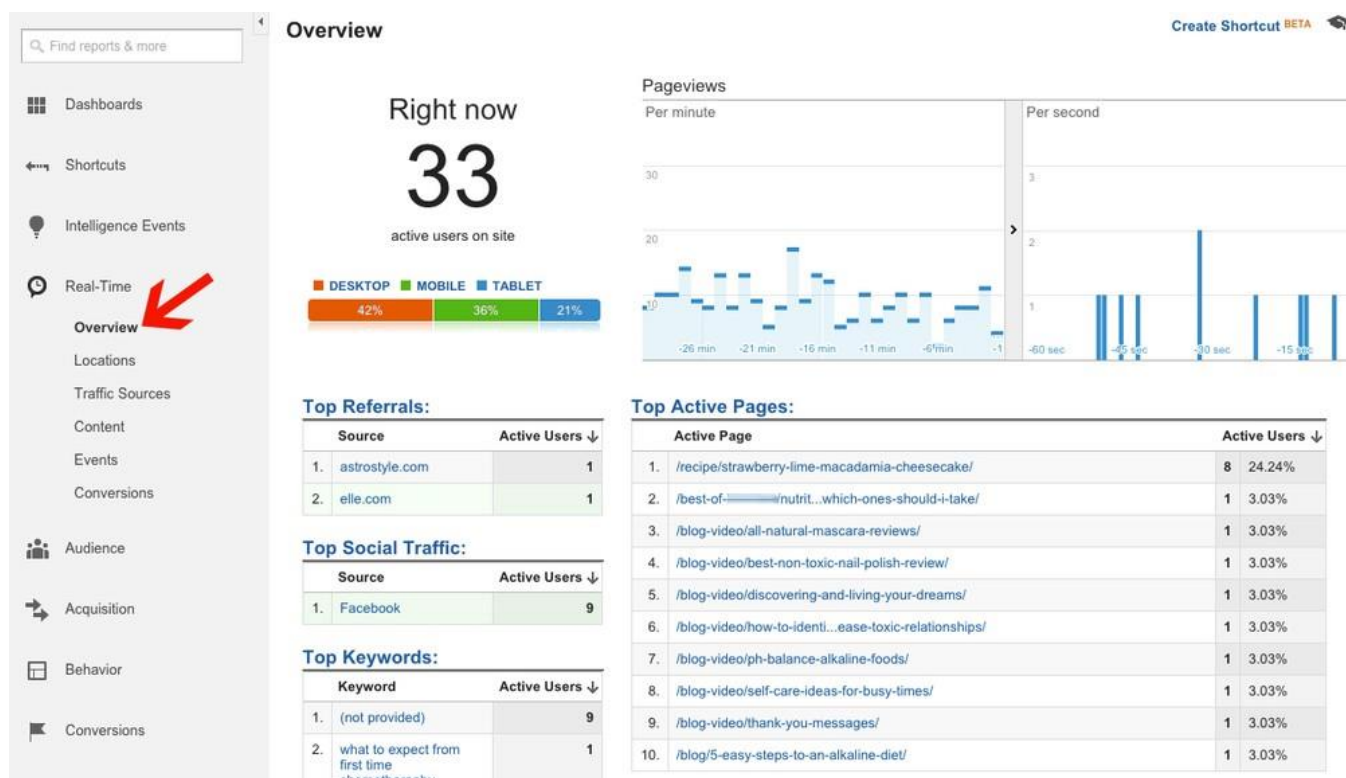 Find reports & more
Dashboards
Shortcuts
Intelligence Events
Real-Time
Overview
Locations
Traffic Sources
Content
Events
Conversions
Audience
Acquisition
Behavior
Conversions
Overview
Create Shortcut BETA
Right now
33
active users on site
DESKTOP MOBILE TABLET
42% 36% 21%
Pageviews
Per minute
30
20
10
-26 min -21 min -16 min -11 min -6 min -1
Per second
3
2
1
-60 sec -45 sec -30 sec -15 sec
Top Referrals:
Source Active Users
1. astrostyle.com 1
2. elle.com 1
Top Social Traffic:
Source Active Users
1. Facebook 9
Top Keywords:
Keyword Active Users
1. (not provided) 9
2. what to expect from 1
first time
Top Active Pages:
Active Page Active Users
1. /recipe/strawberry-lime-macadamia-cheesecake/ 8 24.24%
2. /best-of- /nutrit...which-ones-should-i-take/ 1 3.03%
3. /blog-video/all-natural-mascara-reviews/ 1 3.03%
4. /blog-video/best-non-toxic-nail-polish-review/ 1 3.03%
5. /blog-video/discovering-and-living-your-dreams/ 1 3.03%
6. /blog-video/how-to-identi...ease-toxic-relationships/ 1 3.03%
7. /blog-video/ph-balance-alkaline-foods/ 1 3.03%
8. /blog-video/self-care-ideas-for-busy-times/ 1 3.03%
9. /blog-video/thank-you-messages/ 1 3.03%
10. /blog/5-easy-steps-to-an-alkaline-diet/ 1 3.03%